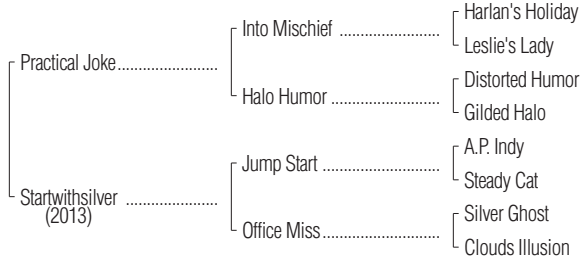 Harlan's Holiday
Into Mischief ........................
Leslie's Lady
Practical Joke........................
Distorted Humor
Halo Humor ..........................
Gilded Halo
A.P. Indy
Jump Start ............................
Steady Cat
Startwithsilver ......................
(2013)
Silver Ghost
Office Miss............................
Clouds Illusion